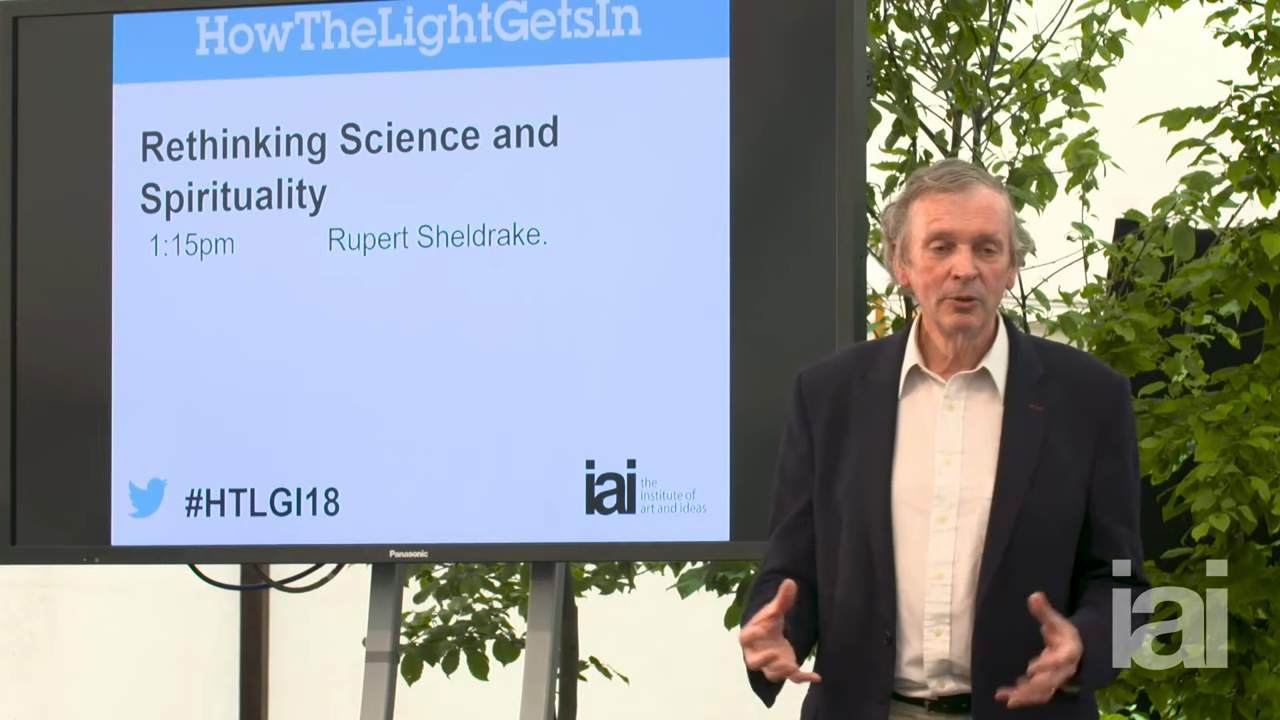 HowTheLightGetsIn
Rethinking Science and
Spirituality
1:15pm Rupert Sheldrake.
#HTLGI18
iai the
institute of
art and ideas
Panasonic
iai